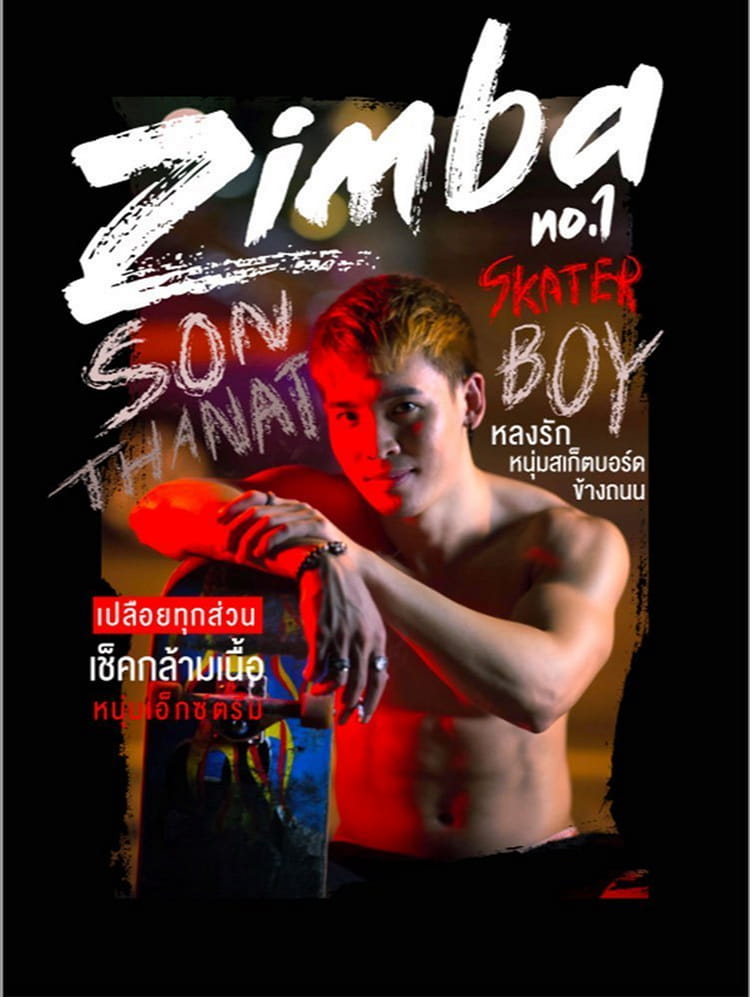 Zimba
no.1
SKATER
BOY
SON
THANAT
หลงรัก
หนุ่มสเก็ตบอร์ด
ข้างถนน
เปลือยทุกส่วน
เช็คกล้ามเนื้อ
หนุ่มเอ็กซตรีม